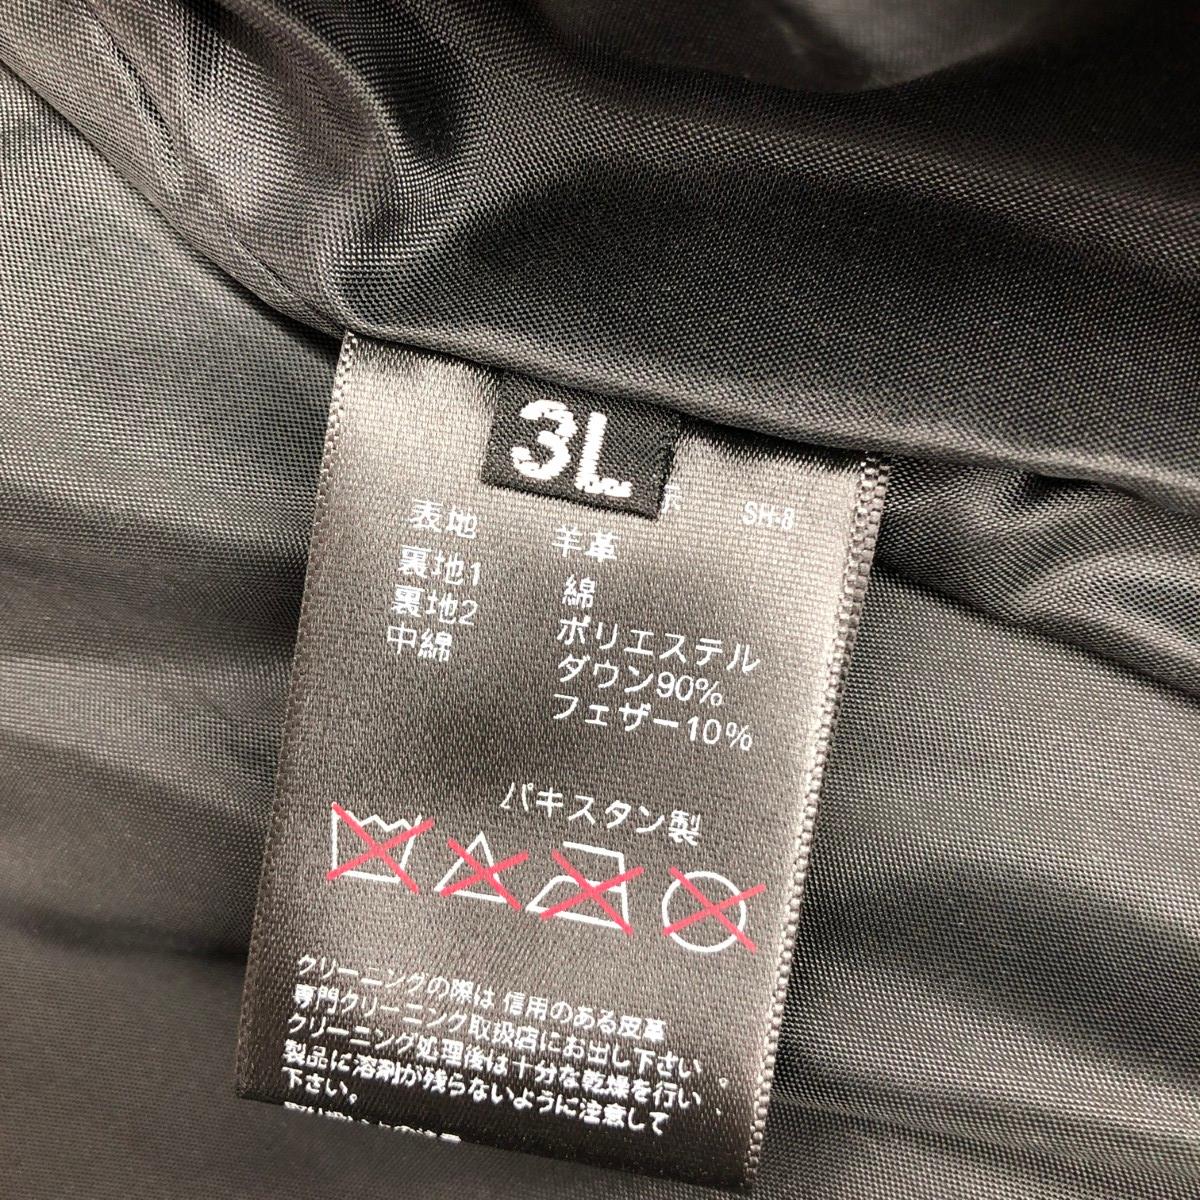 3L
SH-8
表地 羊革
裏地1 綿
裏地2 ポリエステル
中綿 ダウン90%
フェザー10%
パキスタン製
クリーニングの際は 信用のある皮革
専門クリーニング取扱店にお出し下さい 。
クリーニング処理後は十分な乾燥を行い
製品に溶剤が残らないように注意して
下さい。